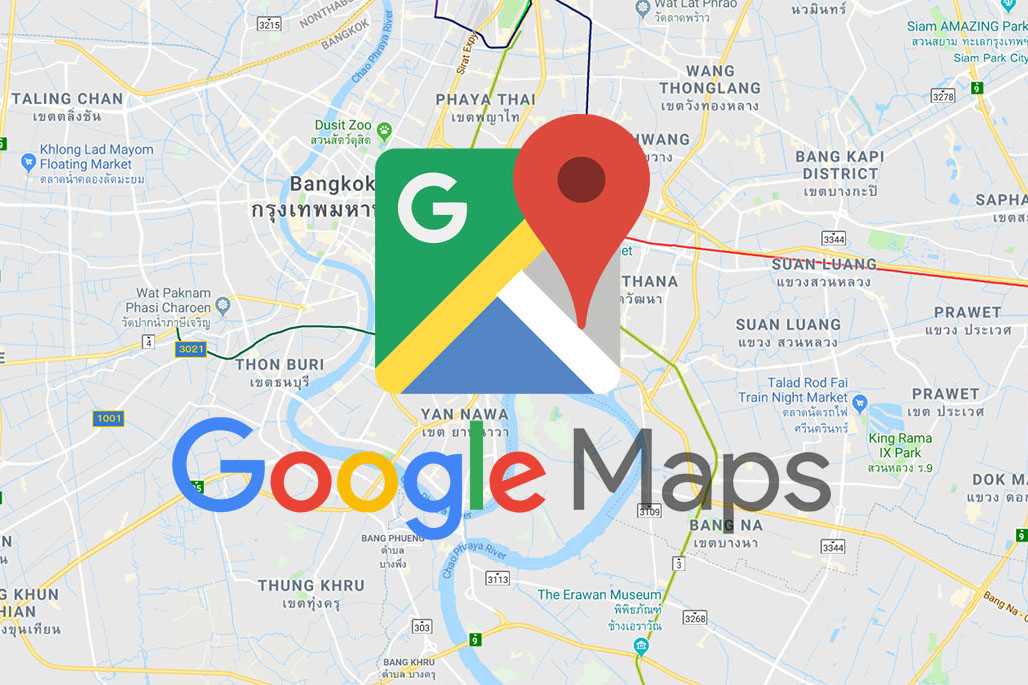 3215
NONTHABU
BANGKOK
Chao Phraya River
Sirat Expy
Wat Lat Phrao
วัดลาดพร้าว
นวมินทร์
Siam AMAZING Park
สวนสยาม ทะเลกรุงเทพฯ
Siam Park City
TALING CHAN
เขตตลิ่งชัน
PHAYA THAI
เขตพญาไท
WANG
THONGLANG
เขตวังทองหลาง
3278
9
Dusit Zoo
สวนสัตว์ดุสิต
Khlong Lad Mayom
Floating Market
ตลาดน้ำคลองลัดมะยม
HWANG
ขวาง
BANG KAPI
DISTRICT
เขตบางกะปิ
Bangkok
กรุงเทพมหา
G
SAPHA
เขตส
3344
et
SUAN LUANG
แขวงสวนหลวง
THANA
ตวัฒนา
Wat Paknam
Phasi Charoen
วัดปากน้ำภาษีเจริญ
4
3021
PRAWET
แขวง ประเวศ
SUAN LUANG
แขวง สวนหลวง
THON BURI
เขตธนบุรี
Talad Rod Fai
Train Night Market
ตลาดนัดรถไฟ
ศรีนครินทร์
PRAWET
เขต ประเวศ
1001
YAN NAWA
เขต ยานนาวา
King Rama
IX Park
สวนหลวง ร.9
Google Maps
DOK MA
แขวง ดอก
3109
BANG NA
เขตบางนา
3344
9
BANG PHUENG
ตำบล
บางพึ่ง
Chao Phraya River
3
3113
THUNG KHRU
เขตทุ่งครุ
The Erawan Museum
พิพิธภัณฑ์
ช้างเอราวัณ
3268
G KHUN
HIAN
งขุนเทียน
303
9
Bang Na -
BANG KHRU
ตำบล บางครุ